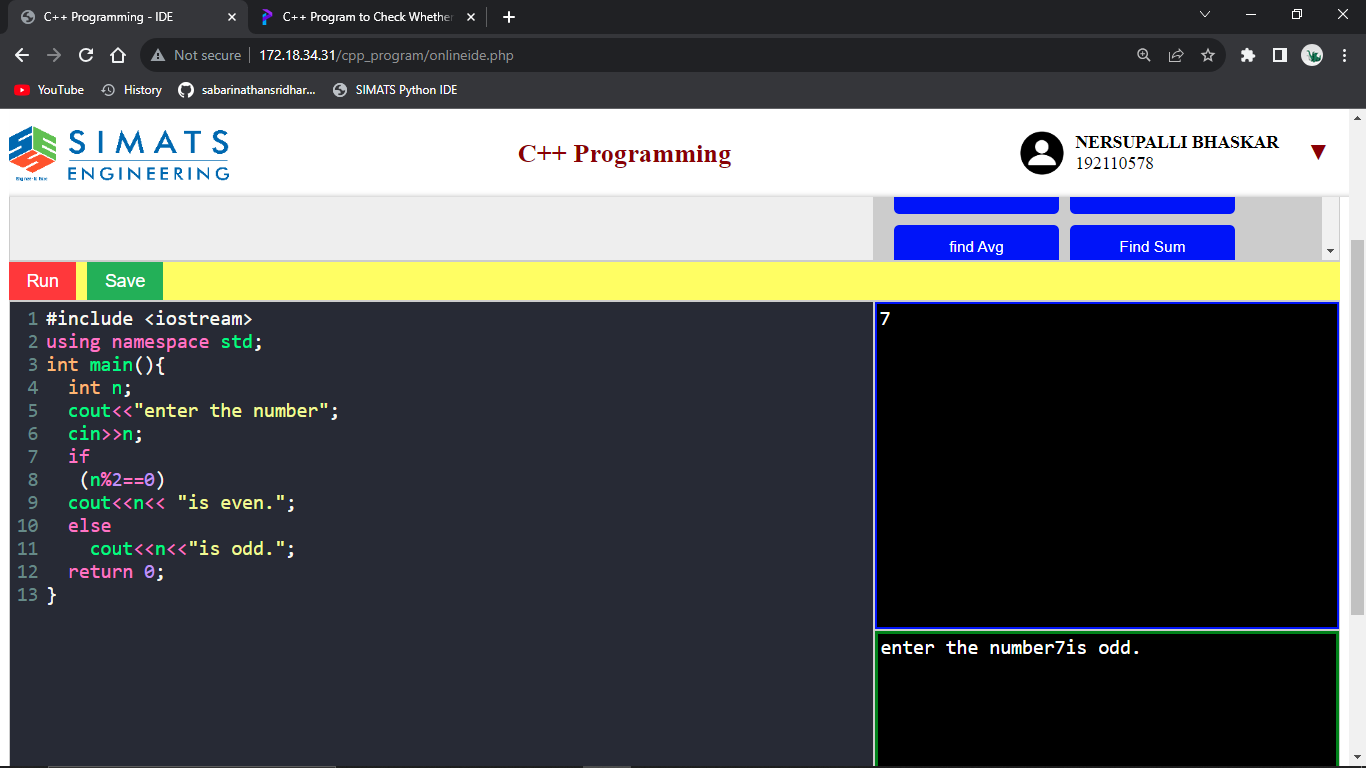 C++ Programming - IDE
C++ Program to Check Whether
Not secure
172.18.34.31/cpp_program/onlineide.php
YouTube
History
sabarinathansridhar...
SIMATS Python IDE
SIMATS
ENGINEERING
C++ Programming
NERSUPALLI BHASKAR
192110578
find Avg
Find Sum
Run
Save
1 #include <iostream>
2 using namespace std;
3 int main(){
4   int n;
5   cout<<"enter the number";
6   cin>>n;
7   if
8    (n%2==0)
9   cout<<n<< "is even.";
10   else
11     cout<<n<<"is odd.";
12   return 0;
13 }
7
enter the number7is odd.